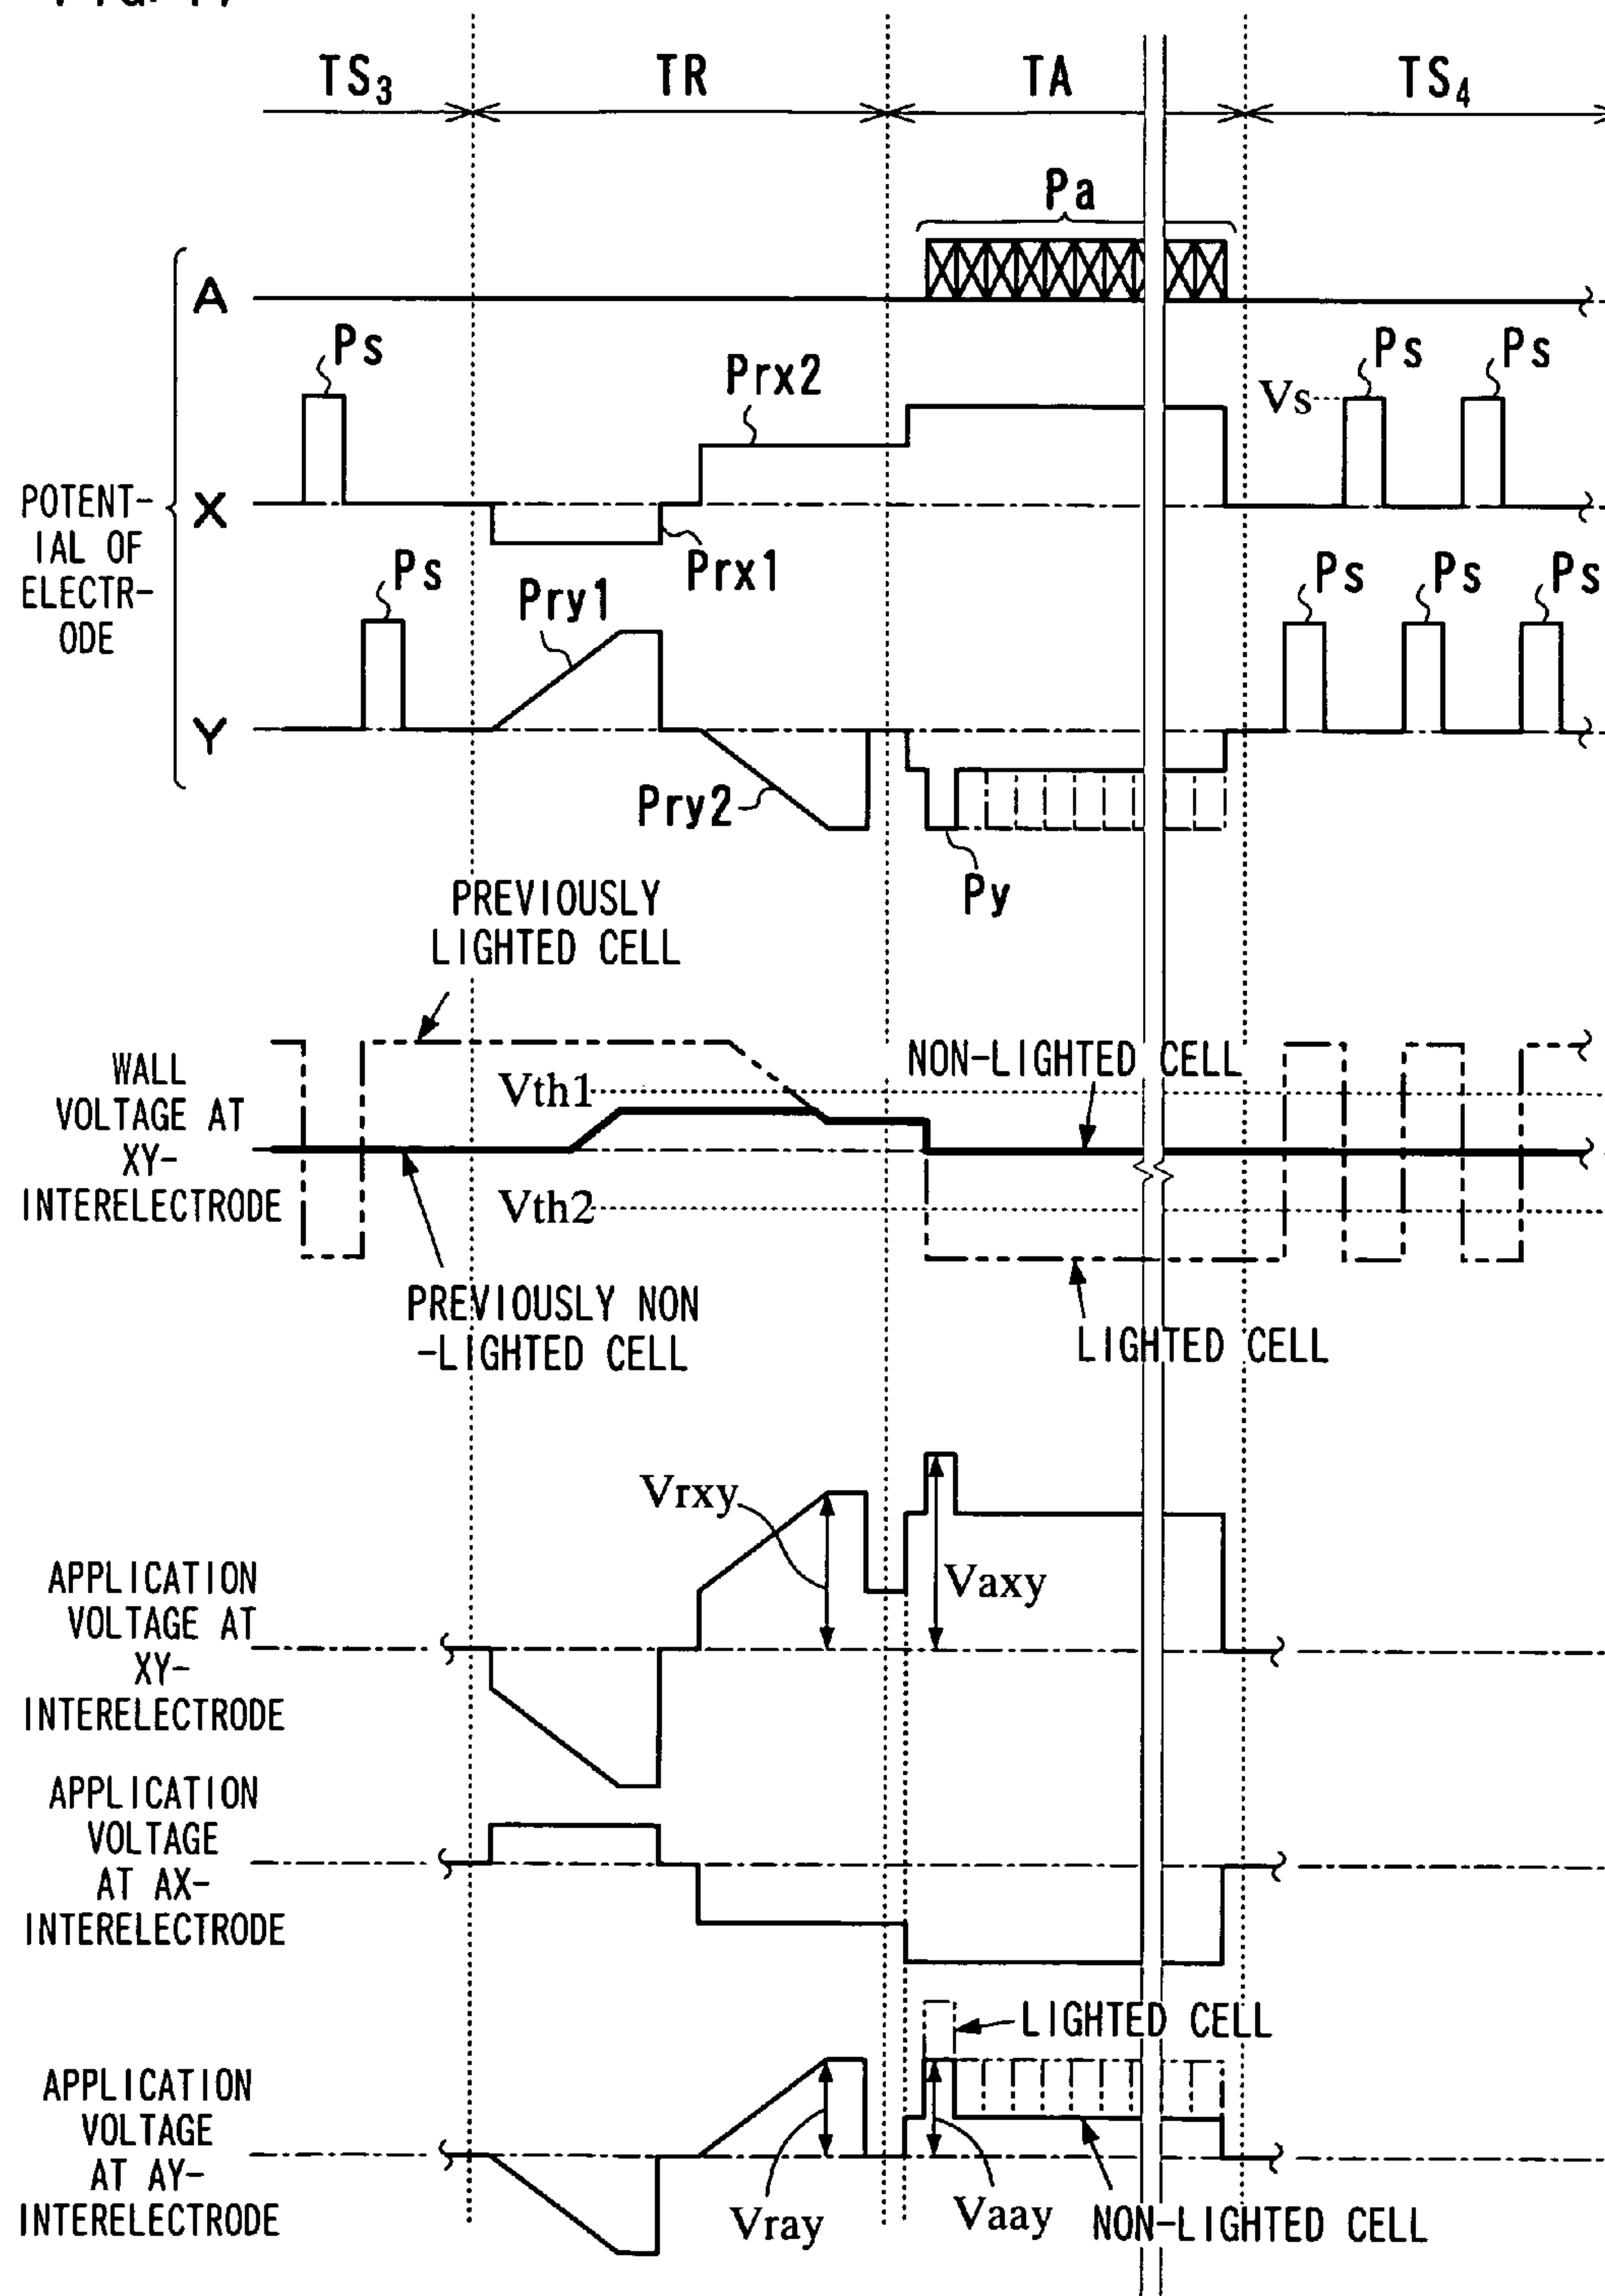 TS3
TR
TA
TS4
Pa
A
Ps
Prx2
Vs
Ps
Ps
POTENT-
IAL OF
ELECTR-
ODE
X
Prx1
Ps
Pry1
Ps
Ps
Ps
Y
Pry2
Py
PREVIOUSLY
LIGHTED CELL
WALL
VOLTAGE AT
XY-
INTERELECTRODE
Vth1
NON-LIGHTED CELL
Vth2
PREVIOUSLY NON
-LIGHTED CELL
LIGHTED CELL
Vrxy
Vaxy
APPLICATION
VOLTAGE AT
XY-
INTERELECTRODE
APPLICATION
VOLTAGE
AT AX-
INTERELECTRODE
LIGHTED CELL
APPLICATION
VOLTAGE
AT AY-
INTERELECTRODE
Vray
Vaay
NON-LIGHTED CELL